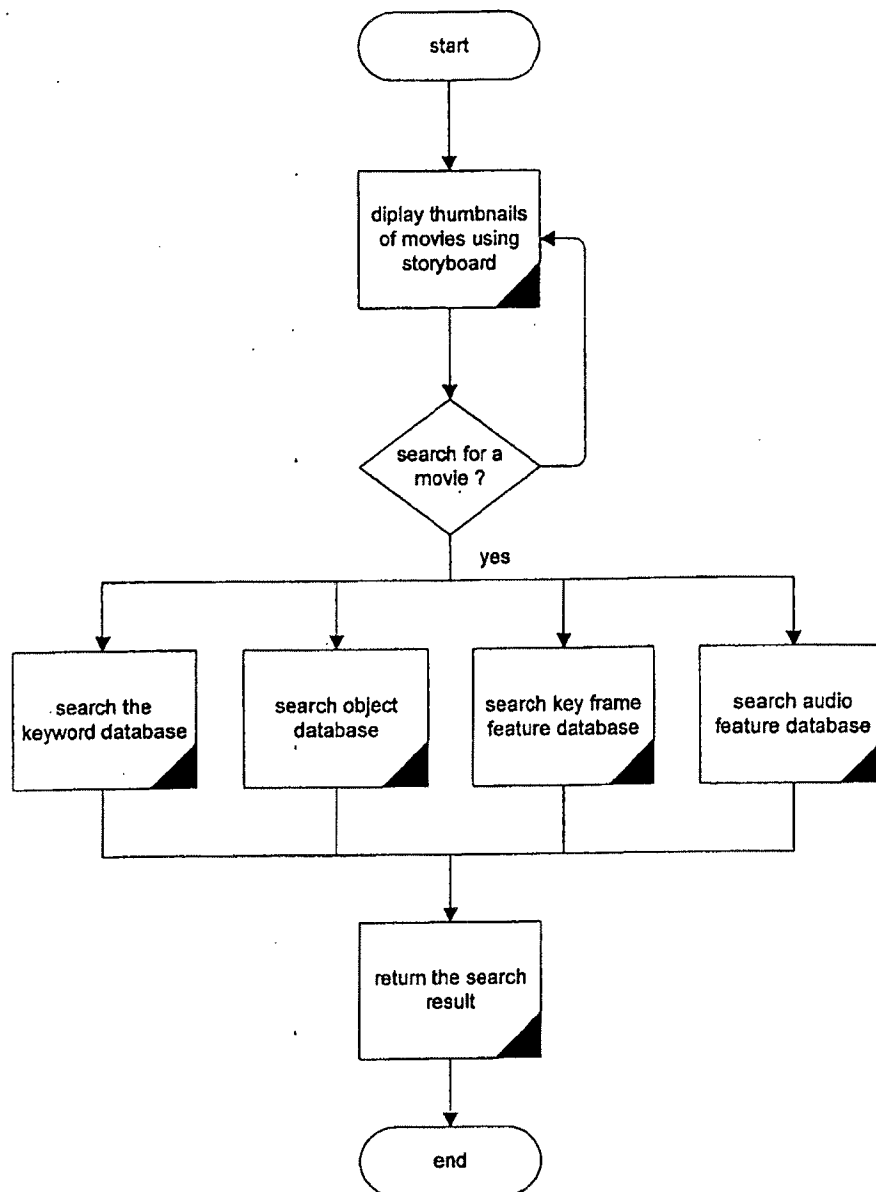 start
diplay thumbnails
of movies using
storyboard
search for a
movie ?
yes
search the
keyword database
search object
database
search key frame
feature database
search audio
feature database
return the search
result
end